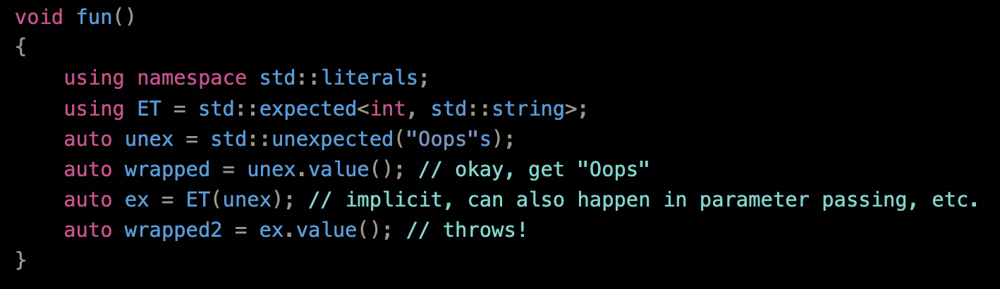 void fun()
{
    using namespace std::literals;
    using ET = std::expected<int, std::string>;
    auto unex = std::unexpected("Oops"s);
    auto wrapped = unex.value(); // okay, get "Oops"
    auto ex = ET(unex); // implicit, can also happen in parameter passing, etc.
    auto wrapped2 = ex.value(); // throws!
}